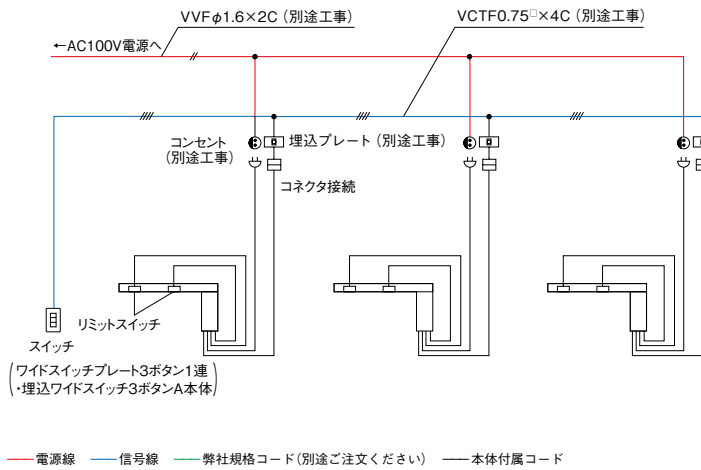 VVFφ1.6×2C（別途工事）
VCTF0.75□×4C（別途工事）
←AC100V電源へ
コンセント
（別途工事）
埋込プレート（別途工事）
コネクタ接続
リミットスイッチ
スイッチ
（ワイドスイッチプレート3ボタン1連
・埋込ワイドスイッチ3ボタンA本体）
電源線 信号線 弊社規格コード（別途ご注文ください） 本体付属コード